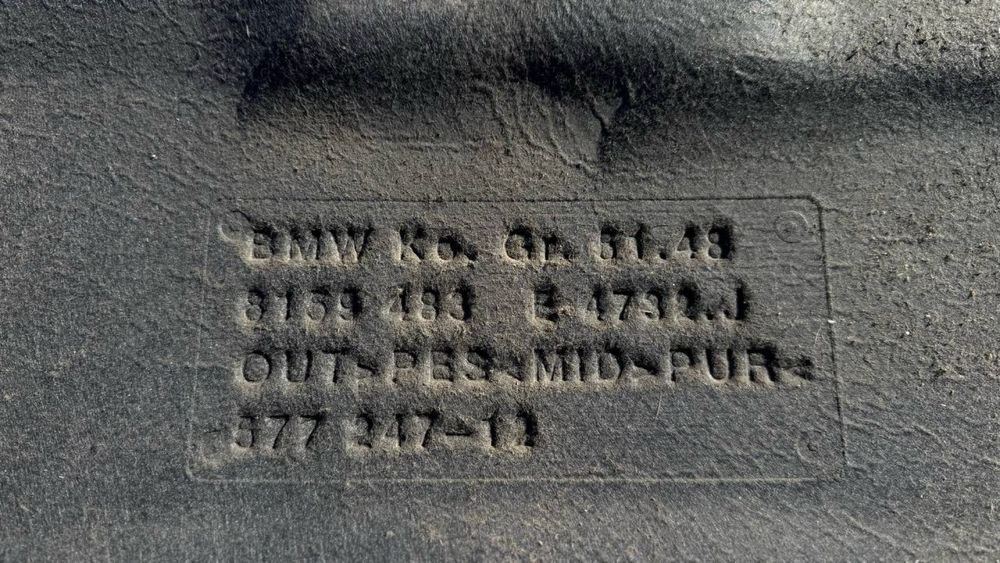 BMW Ko. Gr. 51.48
8159 483 E 4732.J
OUT >PES< MID >PUR<
577 247-12